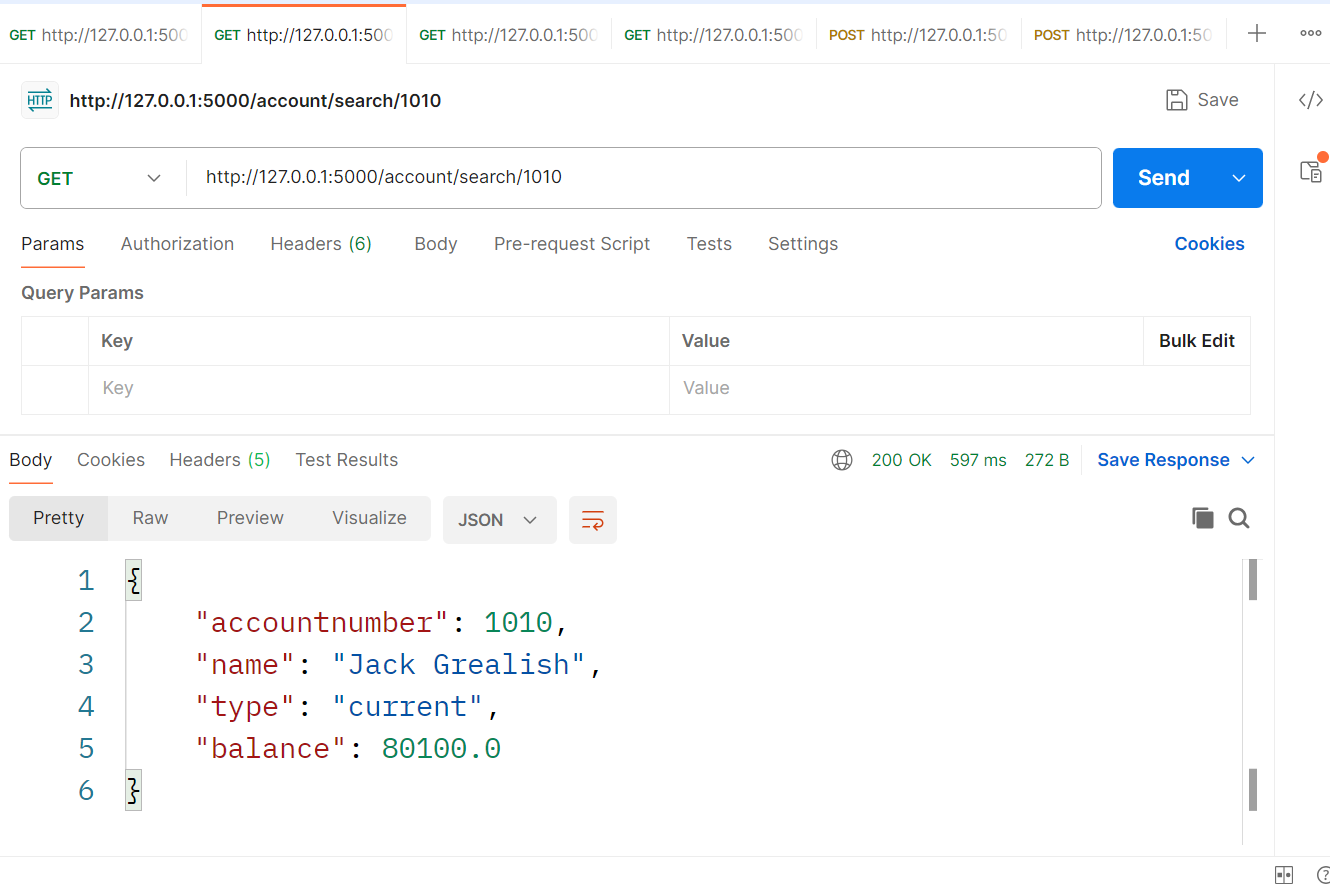 GET http://127.0.0.1:500 GET http://127.0.0.1:500 GET http://127.0.0.1:500 GET http://127.0.0.1:500 POST http://127.0.0.1:50 POST http://127.0.0.1:50
HTTP http://127.0.0.1:5000/account/search/1010 Save
GET http://127.0.0.1:5000/account/search/1010 Send
Params Authorization Headers (6) Body Pre-request Script Tests Settings Cookies
Query Params
Key Value Bulk Edit
Key Value
Body Cookies Headers (5) Test Results 200 OK 597 ms 272 B Save Response
Pretty Raw Preview Visualize JSON
1 {
2 "accountnumber": 1010,
3 "name": "Jack Grealish",
4 "type": "current",
5 "balance": 80100.0
6 }